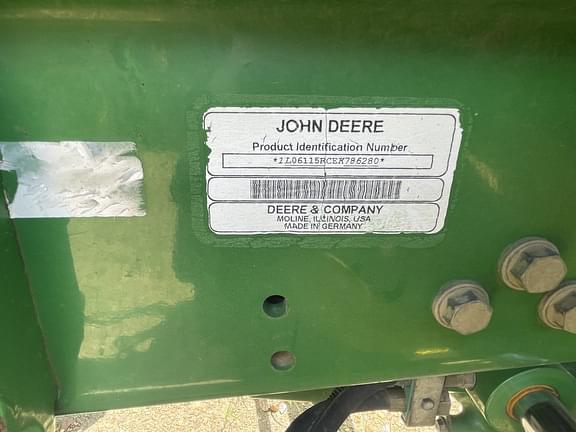 JOHN DEERE
Product Identification Number
*1L06115RCEK786280*
DEERE & COMPANY
MOLINE, ILLINOIS, USA
MADE IN GERMANY